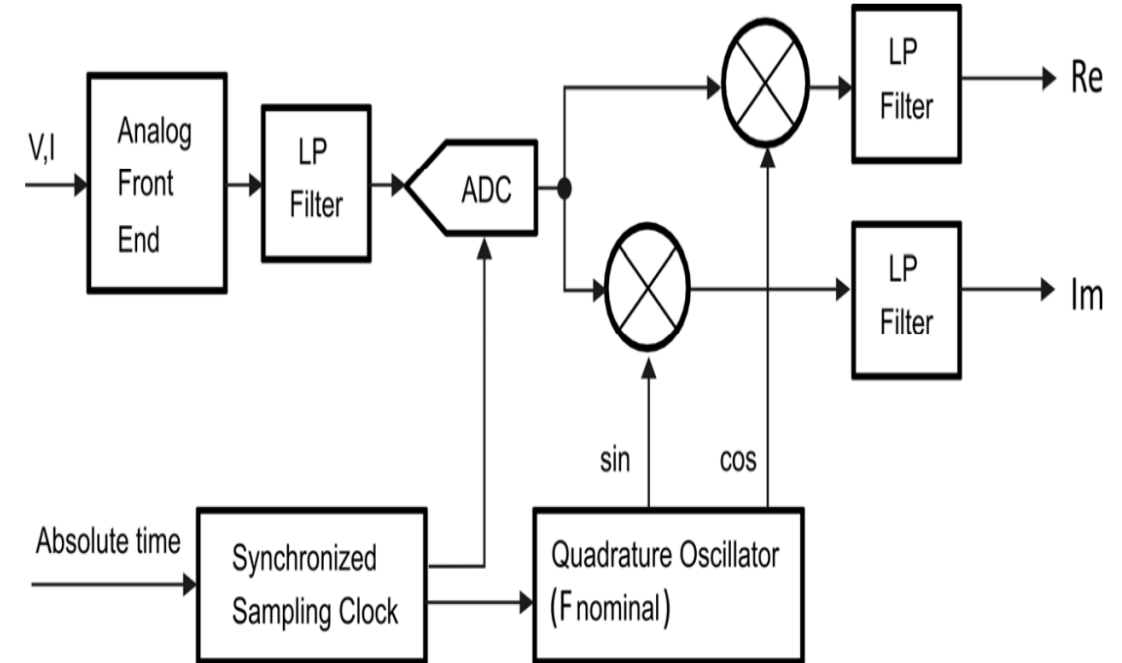 V,I
Analog
Front
End
LP
Filter
ADC
LP
Filter
Re
LP
Filter
Im
sin
cos
Absolute time
Synchronized
Sampling Clock
Quadrature Oscillator
(F nominal)